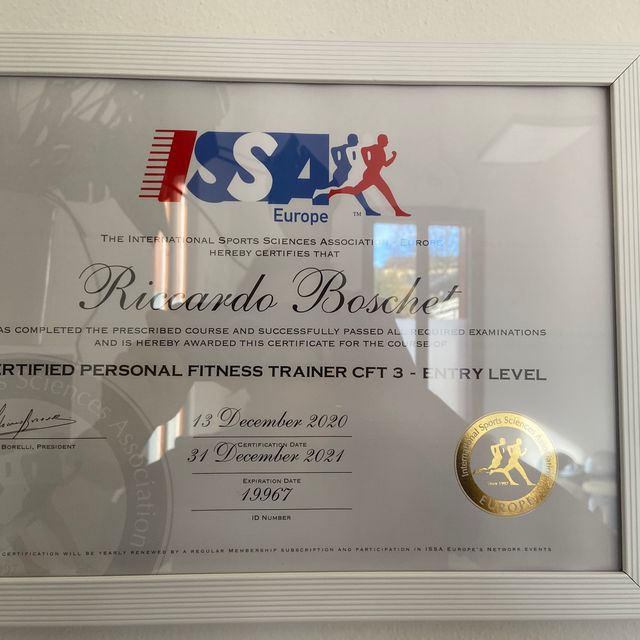 ISSA
Europe
TM
THE INTERNATIONAL SPORTS SCIENCES ASSOCIATION - EUROPE
HEREBY CERTIFIES THAT
Riccardo Boschet
AS COMPLETED THE PRESCRIBED COURSE AND SUCCESSFULLY PASSED ALL REQUIRED EXAMINATIONS
AND IS HEREBY AWARDED THIS CERTIFICATE FOR THE COURSE OF
ERTIFIED PERSONAL FITNESS TRAINER CFT 3 - ENTRY LEVEL
13 December 2020
CERTIFICATION DATE
BORELLI, PRESIDENT
31 December 2021
EXPIRATION DATE
19967
ID NUMBER
International Sports Sciences
Since 1997
EUROPE
Sciences Association
CERTIFICATION WILL BE YEARLY RENEWED BY A REGULAR MEMBERSHIP SUBSCRIPTION AND PARTICIPATION IN ISSA EUROPE'S NETWORK EVENTS